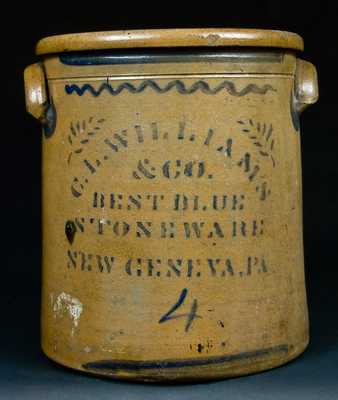 C.L. WILLIAMS
& CO.
BEST BLUE
STONEWARE
NEW GENEVA, PA
4